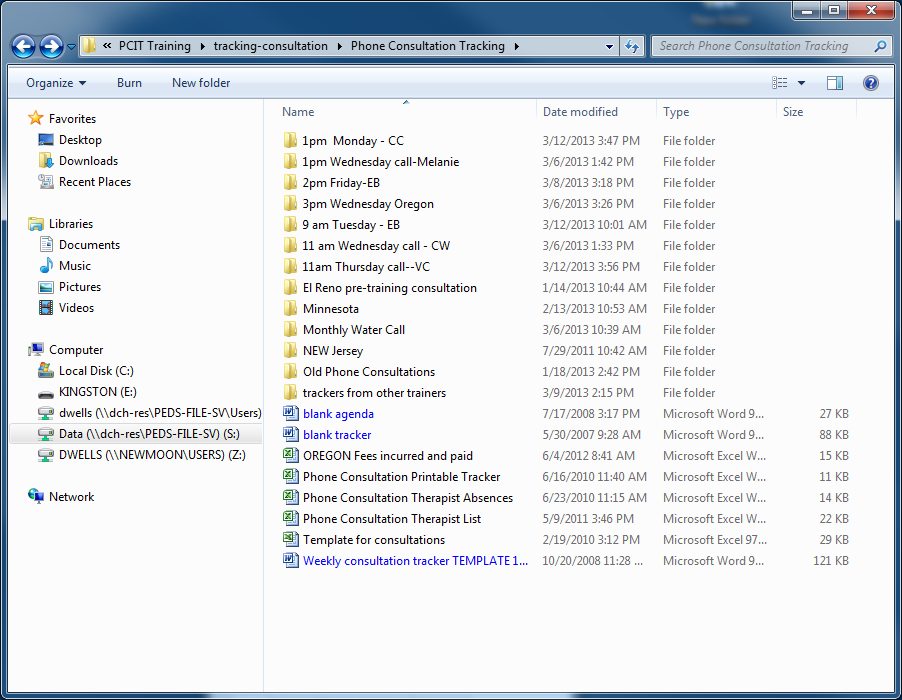 « PCIT Training ▸ tracking-consultation ▸ Phone Consultation Tracking ▸ Search Phone Consultation Tracking
Organize Burn New folder
Name Date modified Type Size
Favorites
Desktop
Downloads
Recent Places
Libraries
Documents
Music
Pictures
Videos
Computer
Local Disk (C:)
KINGSTON (E:)
dwells (\\dch-res\PEDS-FILE-SV\Users)
Data (\\dch-res\PEDS-FILE-SV) (S:)
DWELLS (\\NEWMOON\USERS) (Z:)
Network
1pm  Monday - CC 3/12/2013 3:47 PM File folder
1pm Wednesday call-Melanie 3/6/2013 1:42 PM File folder
2pm Friday-EB 3/8/2013 3:18 PM File folder
3pm Wednesday Oregon 3/6/2013 3:26 PM File folder
9 am Tuesday - EB 3/12/2013 10:01 AM File folder
11 am Wednesday call - CW 3/6/2013 1:33 PM File folder
11am Thursday call--VC 3/12/2013 3:56 PM File folder
El Reno pre-training consultation 1/14/2013 10:44 AM File folder
Minnesota 2/13/2013 10:53 AM File folder
Monthly Water Call 3/6/2013 10:39 AM File folder
NEW Jersey 7/29/2011 10:42 AM File folder
Old Phone Consultations 1/18/2013 2:42 PM File folder
trackers from other trainers 3/9/2013 2:15 PM File folder
blank agenda 7/17/2008 3:17 PM Microsoft Word 9... 27 KB
blank tracker 5/30/2007 9:28 AM Microsoft Word 9... 88 KB
OREGON Fees incurred and paid 6/4/2012 8:41 AM Microsoft Excel W... 15 KB
Phone Consultation Printable Tracker 6/16/2010 11:40 AM Microsoft Excel W... 11 KB
Phone Consultation Therapist Absences 6/23/2010 11:15 AM Microsoft Excel W... 14 KB
Phone Consultation Therapist List 5/9/2011 3:46 PM Microsoft Excel W... 22 KB
Template for consultations 2/19/2010 3:12 PM Microsoft Excel 97... 29 KB
Weekly consultation tracker TEMPLATE 1... 10/20/2008 11:28 ... Microsoft Word 9... 121 KB